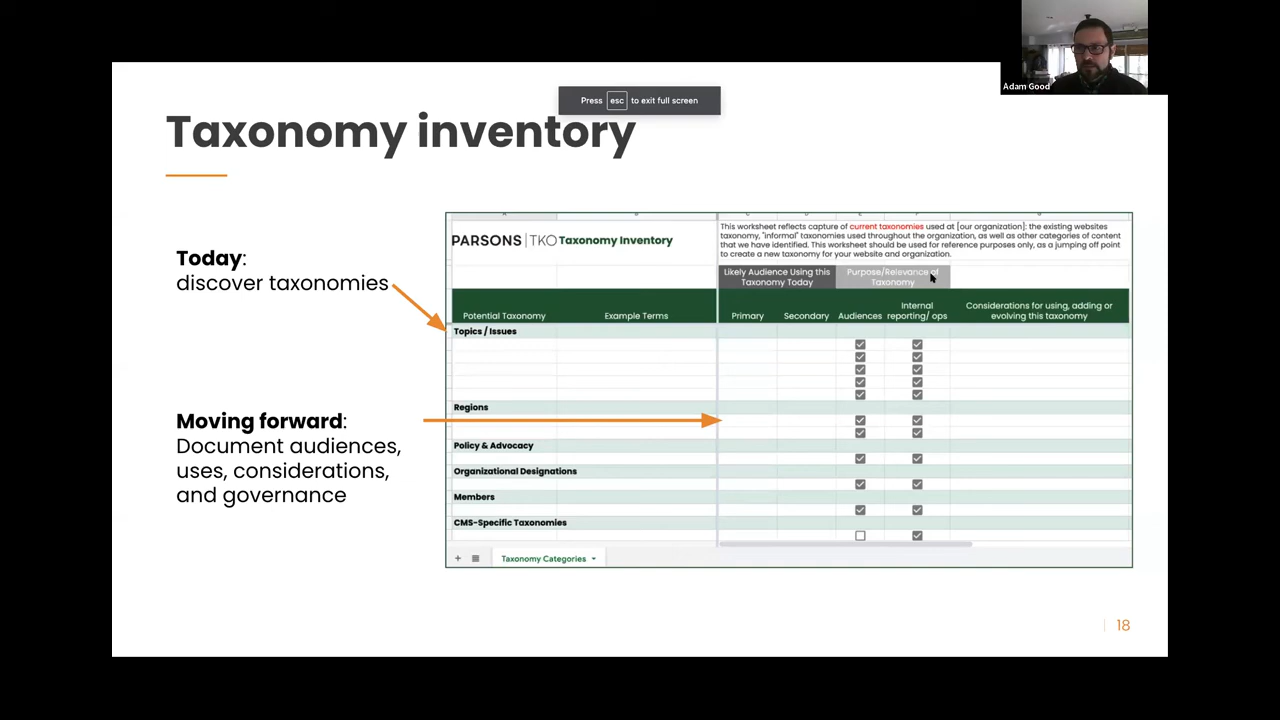 Adam Good
Press esc to exit full screen
Taxonomy inventory
Today:
discover taxonomies
Moving forward:
Document audiences,
uses, considerations,
and governance
PARSONS|TKO Taxonomy Inventory
This worksheet reflects capture of current taxonomies used at [our organization]: the existing websites
taxonomy, "informal" taxonomies used throughout the organization, as well as other categories of content
that we have identified. This worksheet should be used for reference purposes only, as a jumping off point
to create a new taxonomy for your website and organization.
Likely Audience Using this
Taxonomy Today
Purpose/Relevance of
Taxonomy
Potential Taxonomy
Example Terms
Primary
Secondary
Audiences
Internal
reporting/ ops
Considerations for using, adding or
evolving this taxonomy
Topics / Issues
Regions
Policy & Advocacy
Organizational Designations
Members
CMS-Specific Taxonomies
+
Taxonomy Categories
18